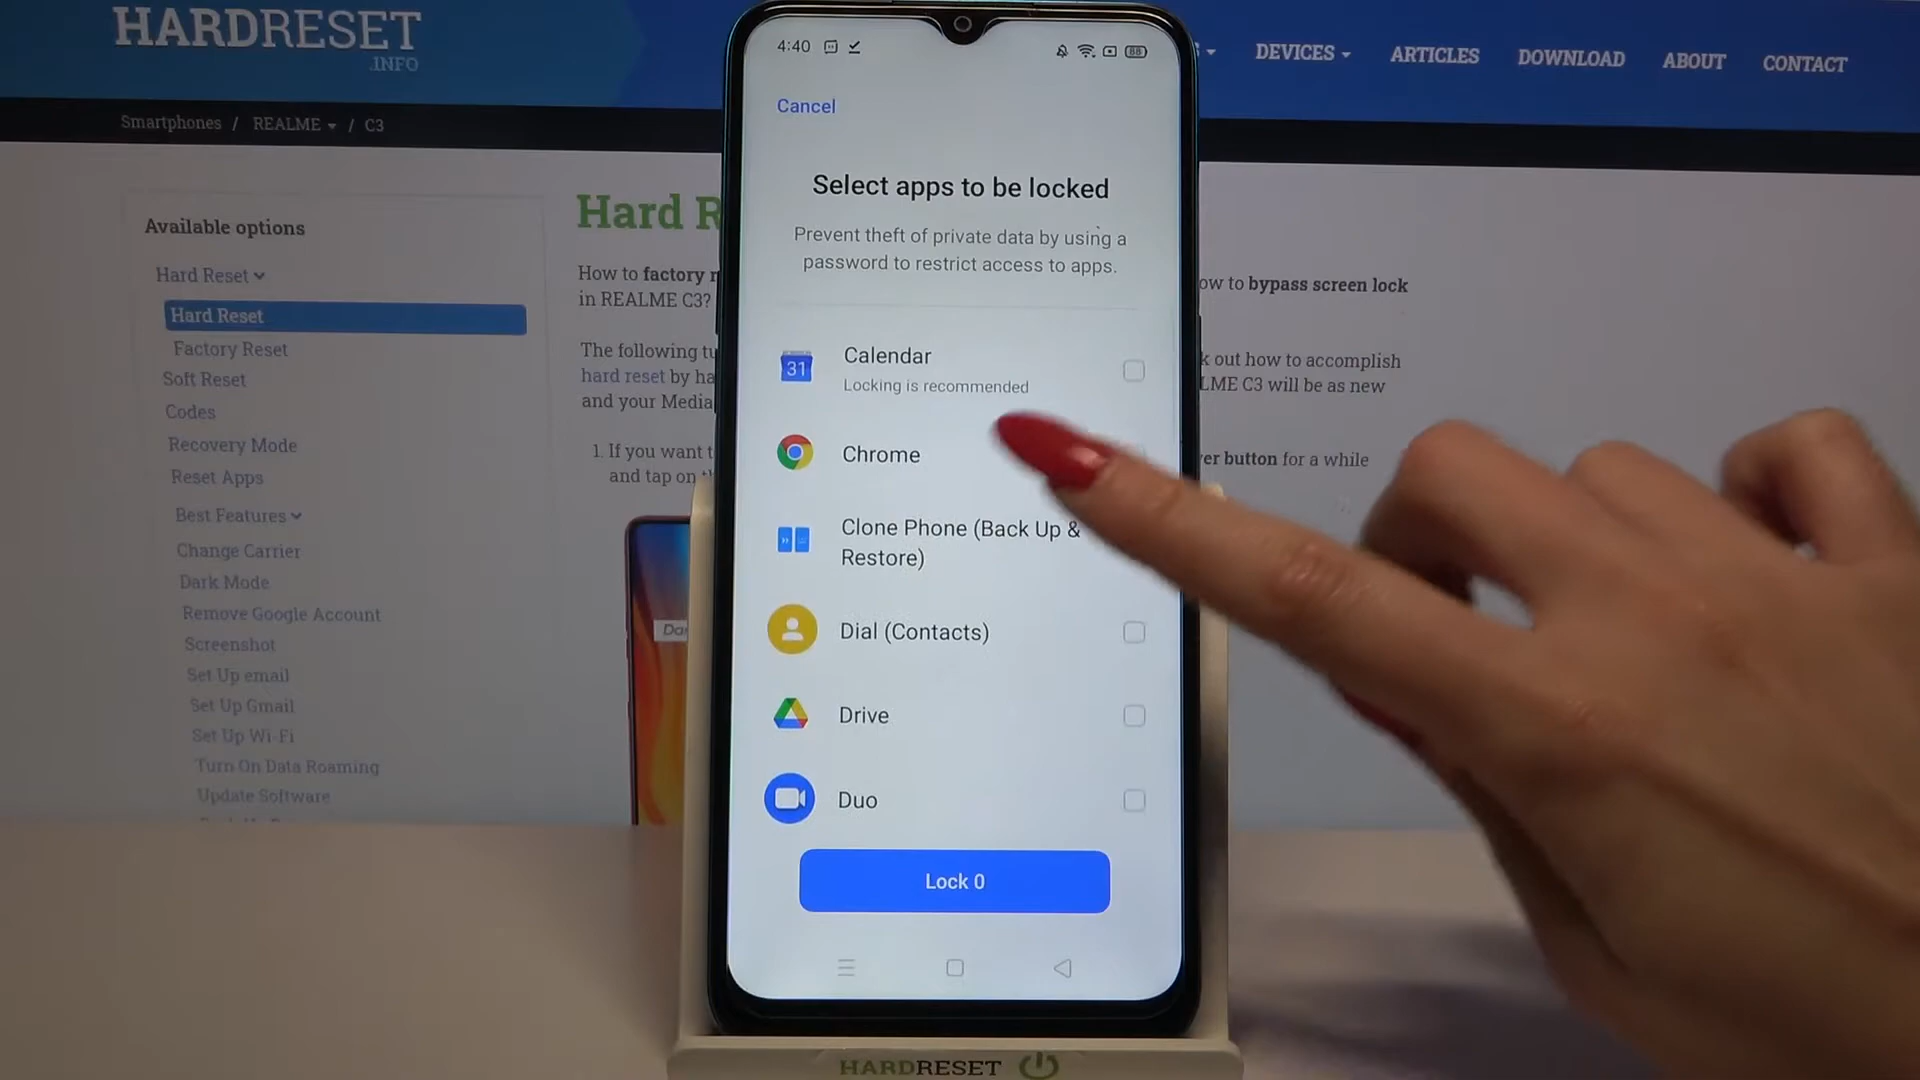 HARDRESET
.INFO
DEVICES
ARTICLES
DOWNLOAD
ABOUT
CONTACT
Smartphones / REALME / C3
Available options
Hard Reset
Hard Reset
Factory Reset
Soft Reset
Codes
Recovery Mode
Reset Apps
Best Features
Change Carrier
Dark Mode
Remove Google Account
Screenshot
Set Up email
Set Up Gmail
Set Up Wi-Fi
Turn On Data Roaming
Update Software
Hard R
How to factory r
in REALME C3?
The following tu
hard reset by ha
and your Media
1. If you want t
and tap on
ow to bypass screen lock
k out how to accomplish
LME C3 will be as new
er button for a while
4:40
88
Cancel
Select apps to be locked
Prevent theft of private data by using a
password to restrict access to apps.
31
Calendar
Locking is recommended
Chrome
Clone Phone (Back Up &
Restore)
Dial (Contacts)
Drive
Duo
Lock 0
HARDRESET